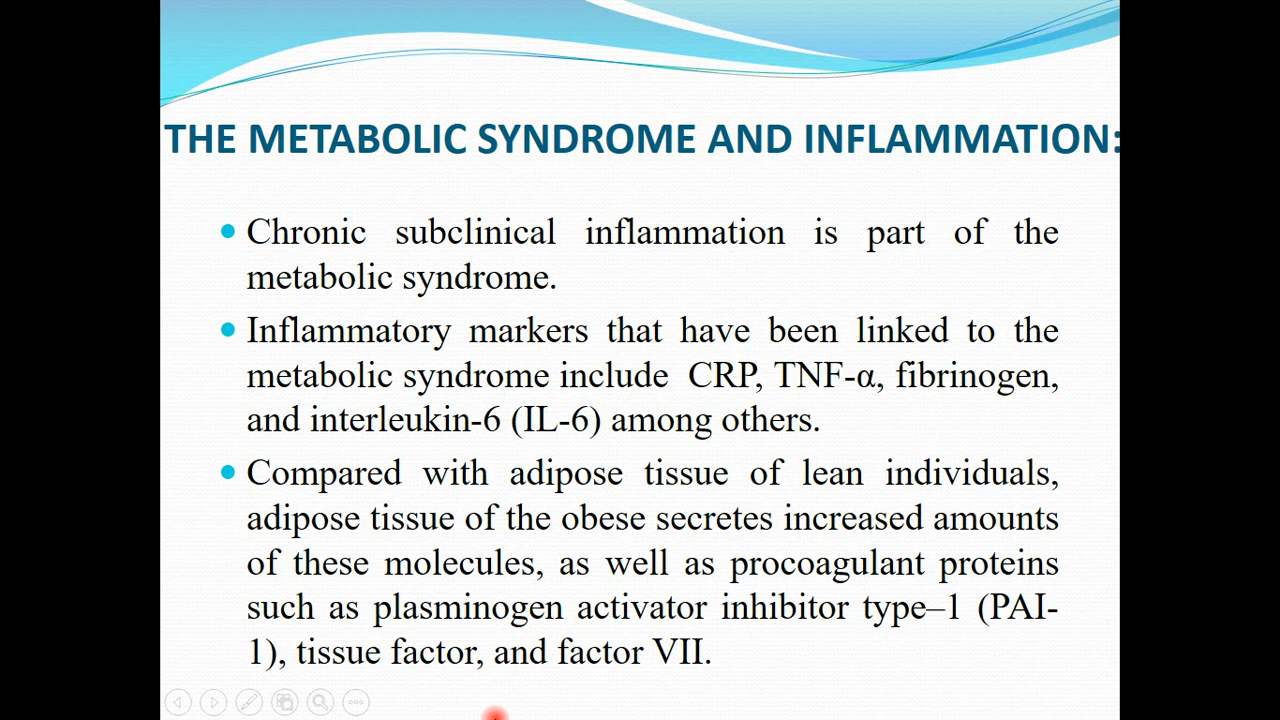 THE METABOLIC SYNDROME AND INFLAMMATION:
• Chronic subclinical inflammation is part of the
metabolic syndrome.
• Inflammatory markers that have been linked to the
metabolic syndrome include CRP, TNF-α, fibrinogen,
and interleukin-6 (IL-6) among others.
• Compared with adipose tissue of lean individuals,
adipose tissue of the obese secretes increased amounts
of these molecules, as well as procoagulant proteins
such as plasminogen activator inhibitor type–1 (PAI-
1), tissue factor, and factor VII.